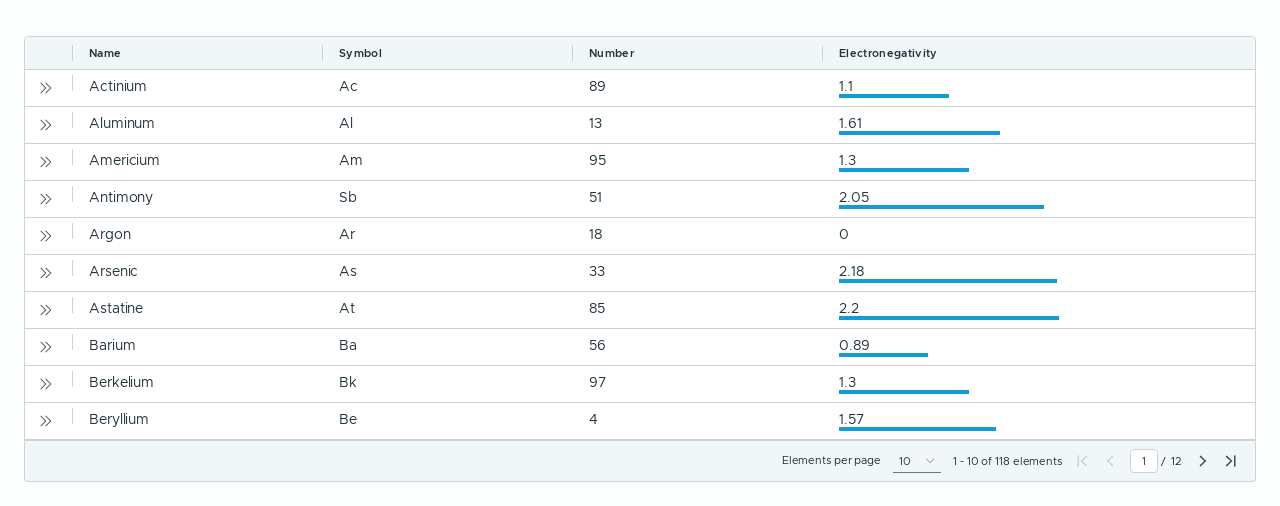 Name Symbol Number Electronegativity
Actinium Ac 89 1.1
Aluminum Al 13 1.61
Americium Am 95 1.3
Antimony Sb 51 2.05
Argon Ar 18 0
Arsenic As 33 2.18
Astatine At 85 2.2
Barium Ba 56 0.89
Berkelium Bk 97 1.3
Beryllium Be 4 1.57
Elements per page 10 1 - 10 of 118 elements 1 / 12